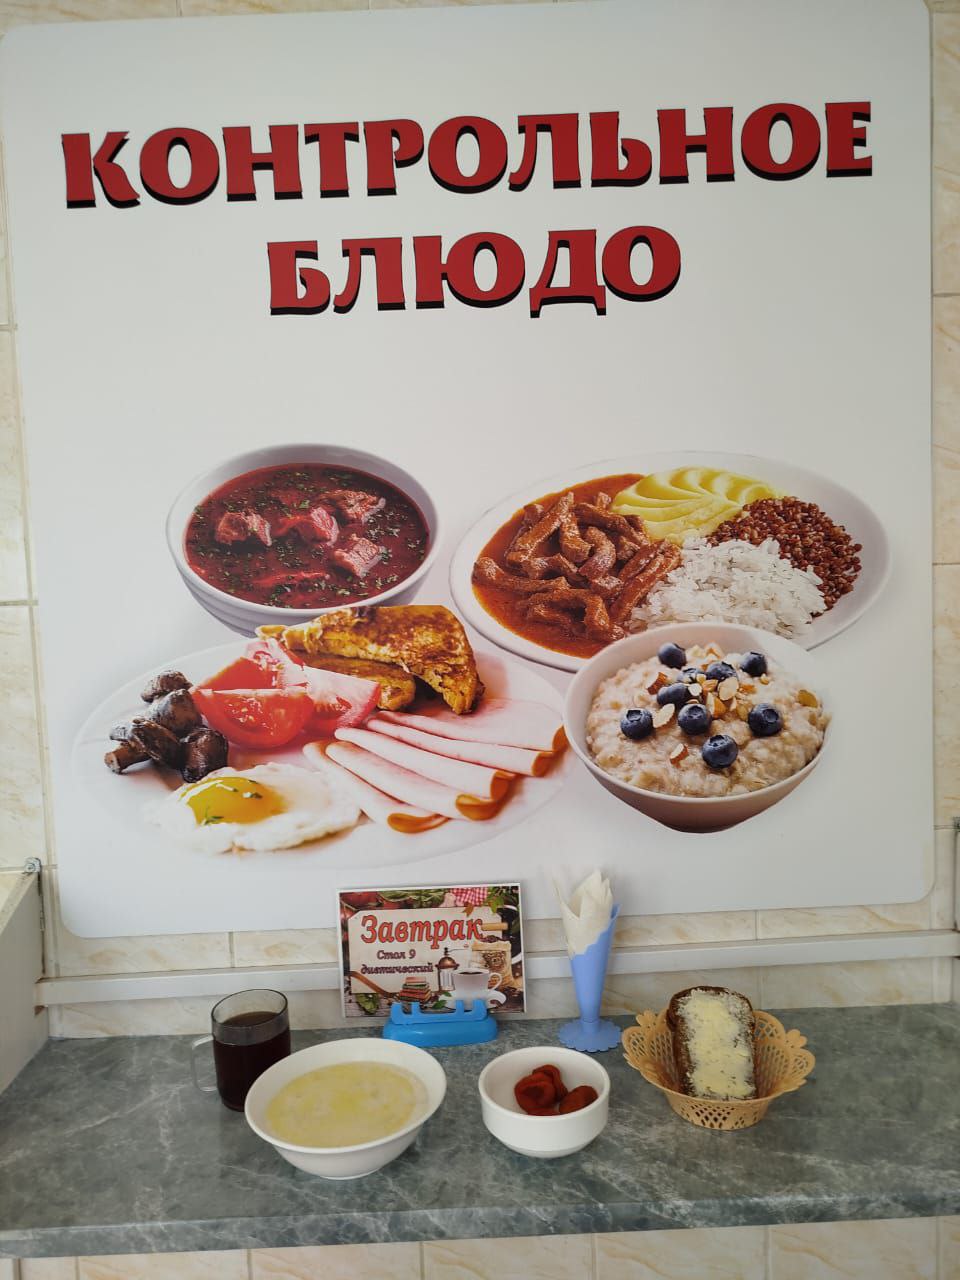 КОНТРОЛЬНОЕ
БЛЮДО
Завтрак
Стол 9
диетический